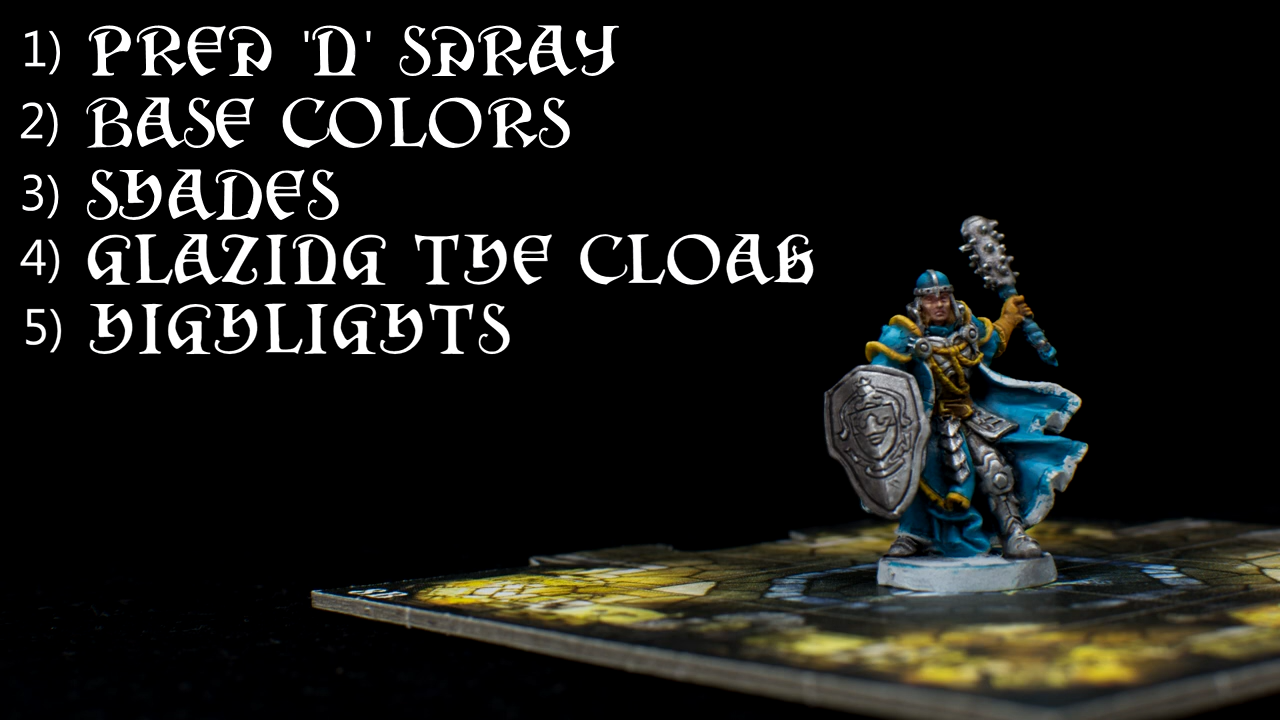 1) PREP 'N' SPRAY
2) BASE COLORS
3) SHADES
4) GLAZING THE CLOAK
5) HIGHLIGHTS